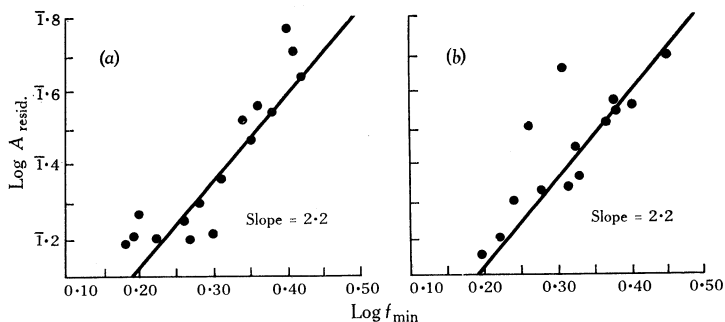 1̄·8
1̄·6
1̄·4
1̄·2
Log A resid.
(a)
Slope = 2·2
0·10 0·20 0·30 0·40 0·50
(b)
Slope = 2·2
0·10 0·20 0·30 0·40 0·50
Log f min